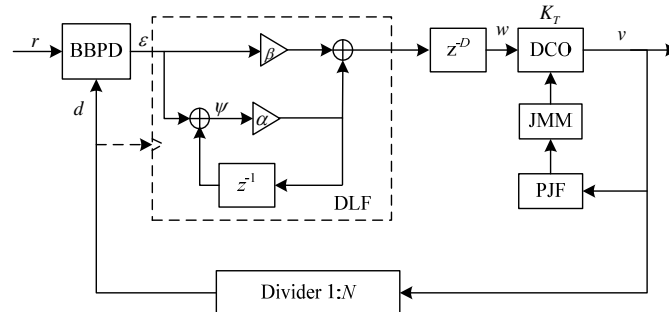 K_T
r
BBPD
ε
β
z^{-D}
w
DCO
v
d
ψ
α
JMM
z^{-1}
PJF
DLF
Divider 1:N